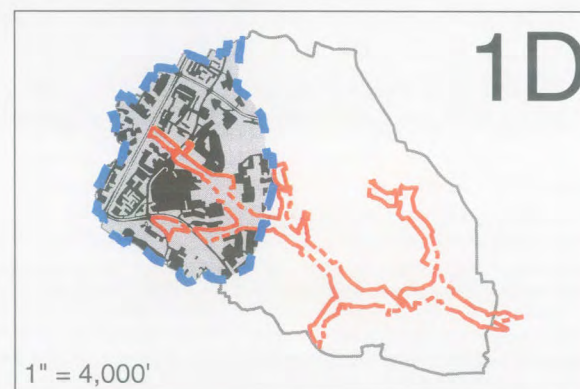 1D
1" = 4,000'